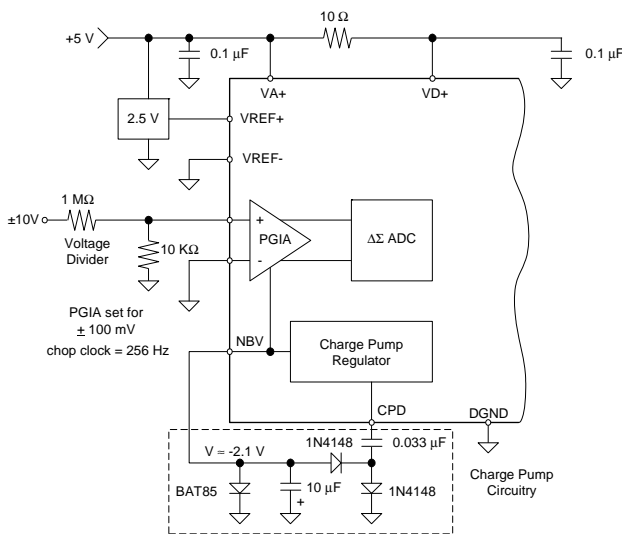 10 Ω
+5 V
0.1 µF
0.1 µF
VA+
VD+
2.5 V
VREF+
VREF-
1 MΩ
±10V
+
PGIA
-
ΔΣ ADC
Voltage
Divider
10 KΩ
PGIA set for
± 100 mV
chop clock = 256 Hz
NBV
Charge Pump
Regulator
CPD
DGND
V = -2.1 V
1N4148
0.033 µF
BAT85
10 µF
+
1N4148
Charge Pump
Circuitry